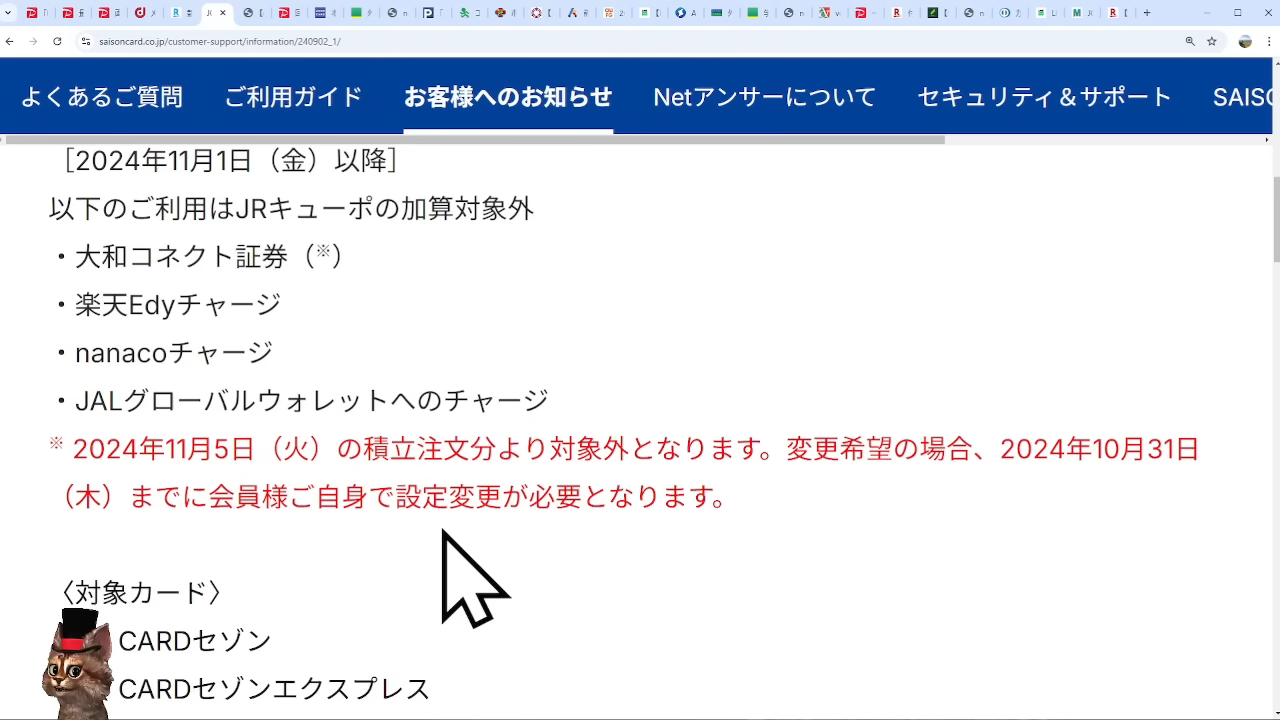 saisoncard.co.jp/customer-support/information/240902_1/
よくあるご質問 ご利用ガイド お客様へのお知らせ Netアンサーについて セキュリティ＆サポート SAISO
［2024年11月1日（金）以降］
以下のご利用はJRキューポの加算対象外
・大和コネクト証券（※）
・楽天Edyチャージ
・nanacoチャージ
・JALグローバルウォレットへのチャージ
※ 2024年11月5日（火）の積立注文分より対象外となります。変更希望の場合、2024年10月31日
（木）までに会員様ご自身で設定変更が必要となります。
〈対象カード〉
CARDセゾン
CARDセゾンエクスプレス